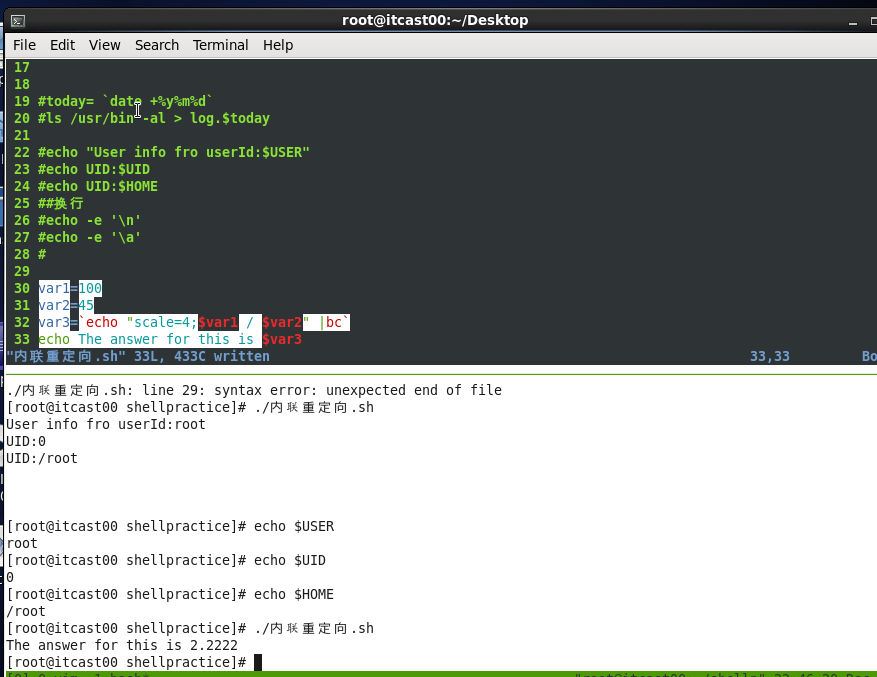 root@itcast00:~/Desktop
File Edit View Search Terminal Help
17
18
19 #today= `date +%y%m%d`
20 #ls /usr/bin -al > log.$today
21
22 #echo "User info fro userId:$USER"
23 #echo UID:$UID
24 #echo UID:$HOME
25 ##换行
26 #echo -e '\n'
27 #echo -e '\a'
28 #
29
30 var1=100
31 var2=45
32 var3=`echo "scale=4;$var1 / $var2" |bc`
33 echo The answer for this is $var3
"内联重定向.sh" 33L, 433C written 33,33 Bo
./内联重定向.sh: line 29: syntax error: unexpected end of file
[root@itcast00 shellpractice]# ./内联重定向.sh
User info fro userId:root
UID:0
UID:/root
[root@itcast00 shellpractice]# echo $USER
root
[root@itcast00 shellpractice]# echo $UID
0
[root@itcast00 shellpractice]# echo $HOME
/root
[root@itcast00 shellpractice]# ./内联重定向.sh
The answer for this is 2.2222
[root@itcast00 shellpractice]#